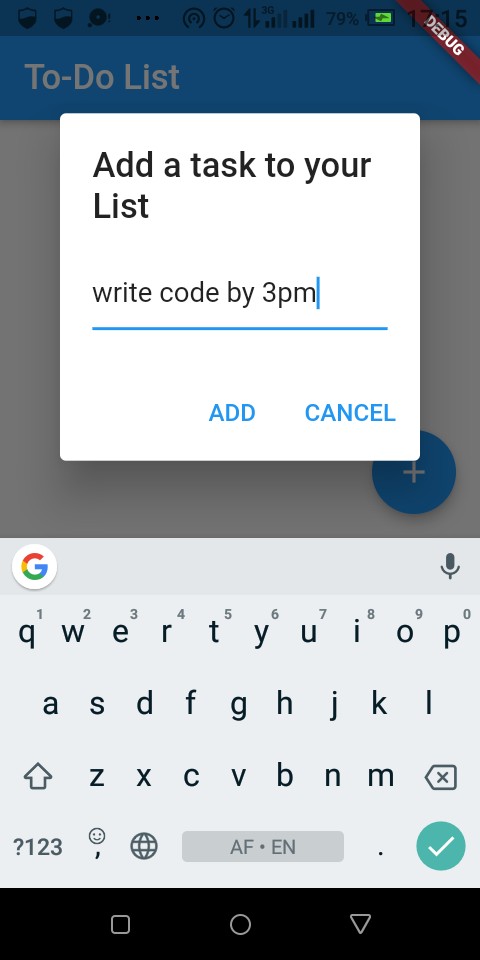 3G 79% 17:15
DEBUG
To-Do List
Add a task to your
List
write code by 3pm
ADD CANCEL
1 2 3 4 5 6 7 8 9 0
q w e r t y u i o p
a s d f g h j k l
z x c v b n m
?123 , AF • EN .